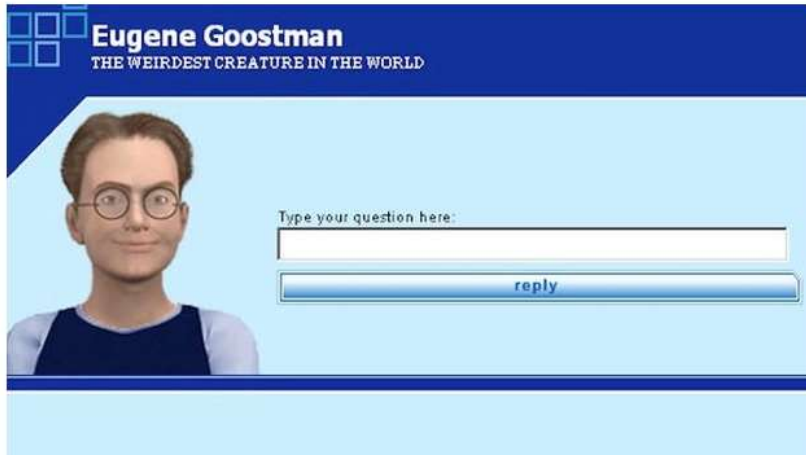 Eugene Goostman
THE WEIRDEST CREATURE IN THE WORLD
Type your question here:
reply